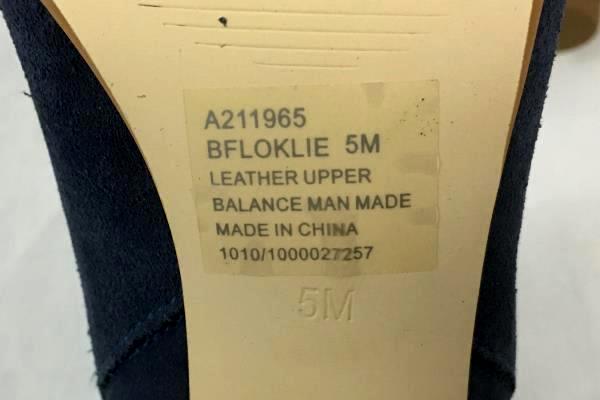 A211965
BFLOKLIE 5M
LEATHER UPPER
BALANCE MAN MADE
MADE IN CHINA
1010/1000027257
5M